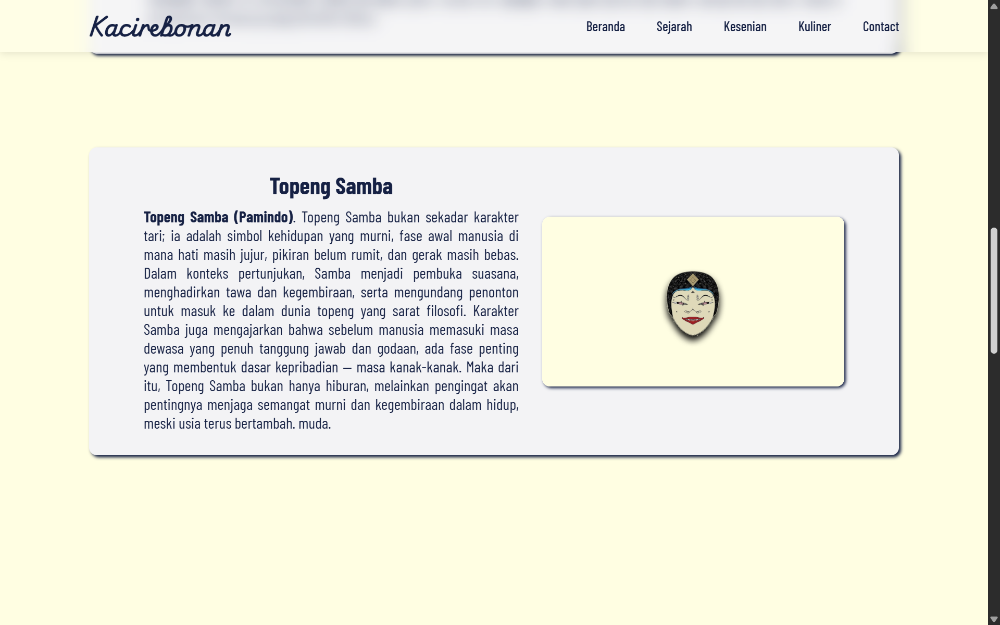 Kacirebonan
Beranda
Sejarah
Kesenian
Kuliner
Contact
Topeng Samba
Topeng Samba (Pamindo). Topeng Samba bukan sekadar karakter
tari; ia adalah simbol kehidupan yang murni, fase awal manusia di
mana hati masih jujur, pikiran belum rumit, dan gerak masih bebas.
Dalam konteks pertunjukan, Samba menjadi pembuka suasana,
menghadirkan tawa dan kegembiraan, serta mengundang penonton
untuk masuk ke dalam dunia topeng yang sarat filosofi. Karakter
Samba juga mengajarkan bahwa sebelum manusia memasuki masa
dewasa yang penuh tanggung jawab dan godaan, ada fase penting
yang membentuk dasar kepribadian — masa kanak-kanak. Maka dari
itu, Topeng Samba bukan hanya hiburan, melainkan pengingat akan
pentingnya menjaga semangat murni dan kegembiraan dalam hidup,
meski usia terus bertambah. muda.